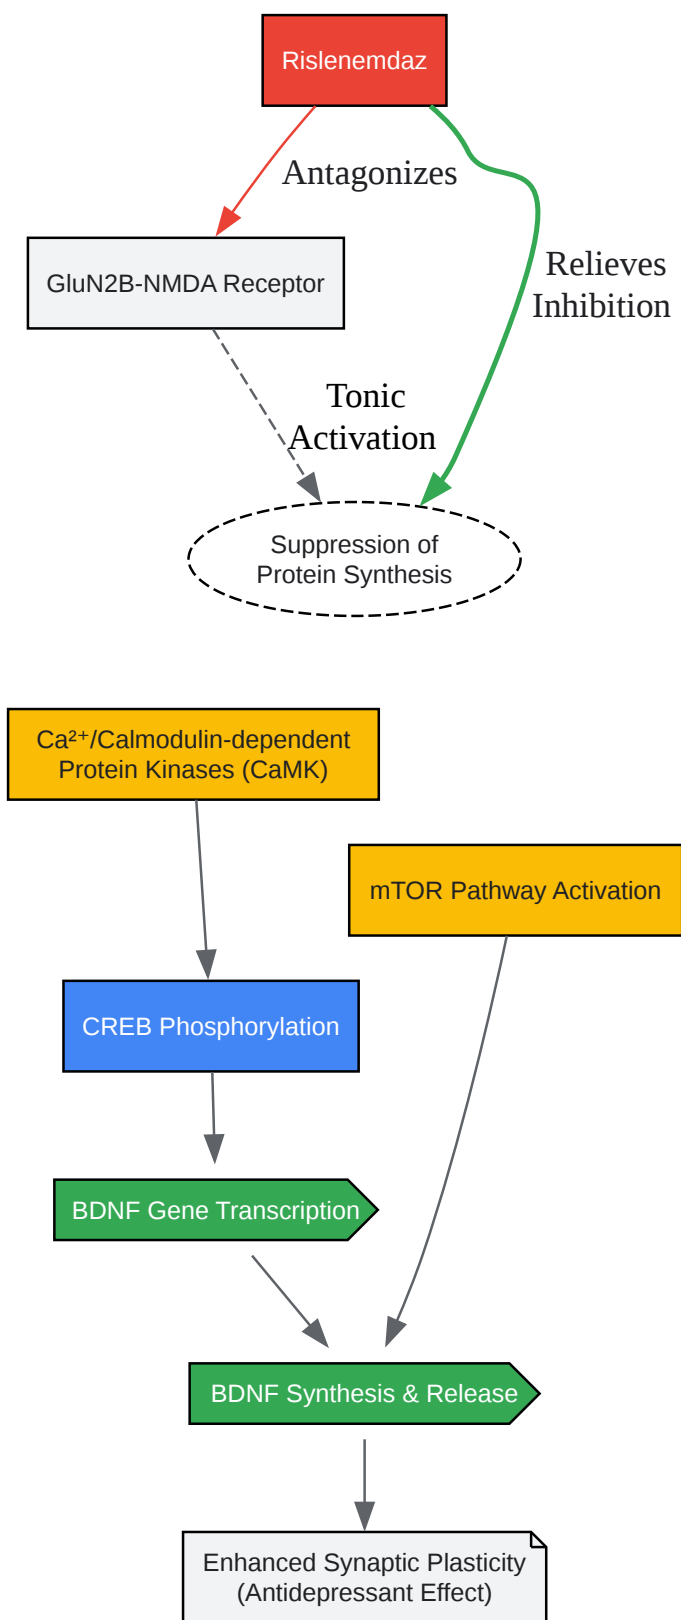 Rislenemdaz
Antagonizes
GluN2B-NMDA Receptor
Relieves
Inhibition
Tonic
Activation
Suppression of
Protein Synthesis
Ca²⁺/Calmodulin-dependent
Protein Kinases (CaMK)
mTOR Pathway Activation
CREB Phosphorylation
BDNF Gene Transcription
BDNF Synthesis & Release
Enhanced Synaptic Plasticity
(Antidepressant Effect)